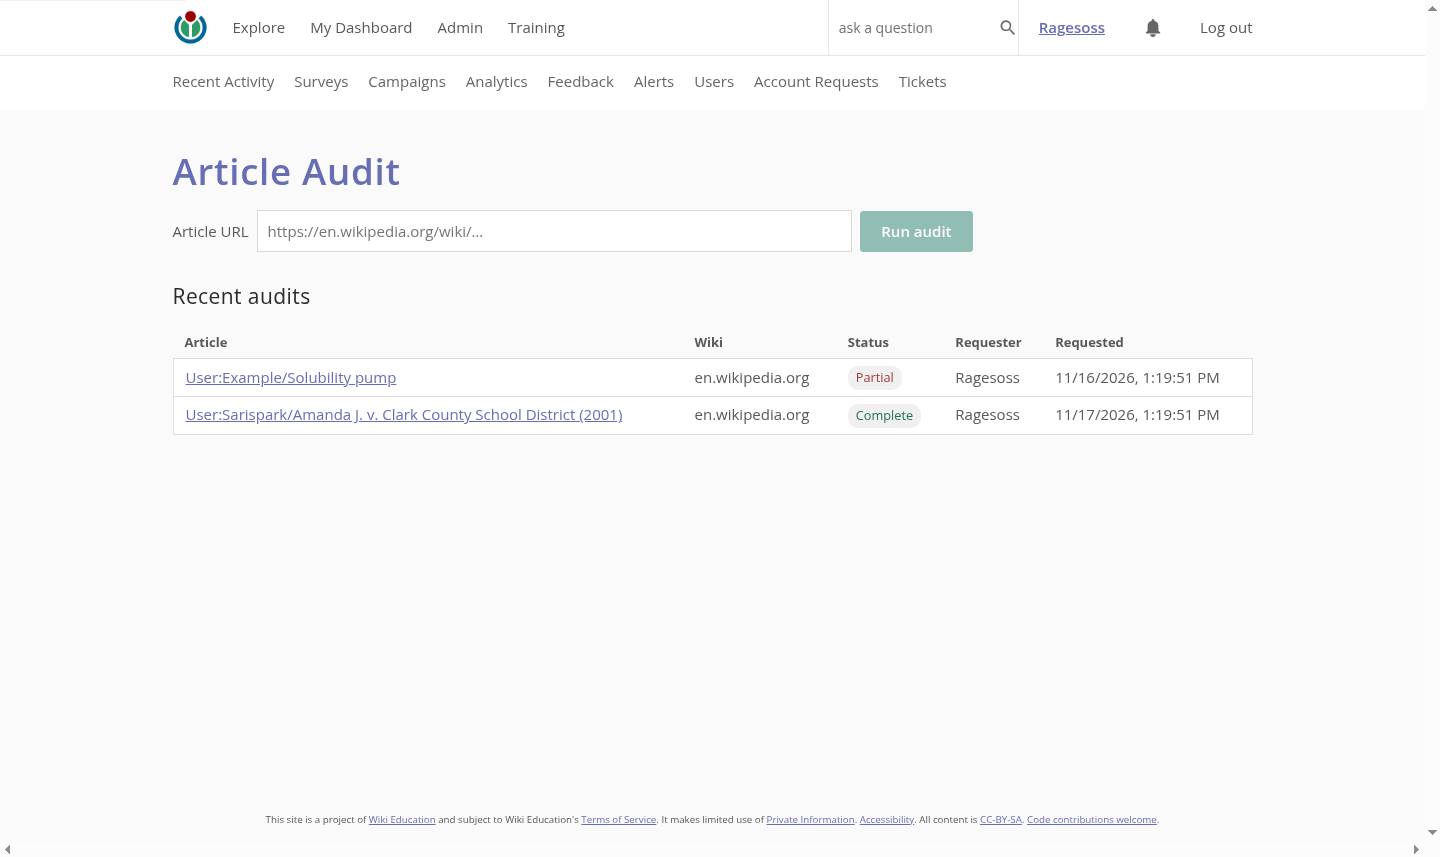 Explore My Dashboard Admin Training ask a question Ragesoss Log out
Recent Activity Surveys Campaigns Analytics Feedback Alerts Users Account Requests Tickets
Article Audit
Article URL https://en.wikipedia.org/wiki/... Run audit
Recent audits
Article Wiki Status Requester Requested
User:Example/Solubility pump en.wikipedia.org Partial Ragesoss 11/16/2026, 1:19:51 PM
User:Sarispark/Amanda J. v. Clark County School District (2001) en.wikipedia.org Complete Ragesoss 11/17/2026, 1:19:51 PM
This site is a project of Wiki Education and subject to Wiki Education's Terms of Service. It makes limited use of Private Information. Accessibility. All content is CC-BY-SA. Code contributions welcome.